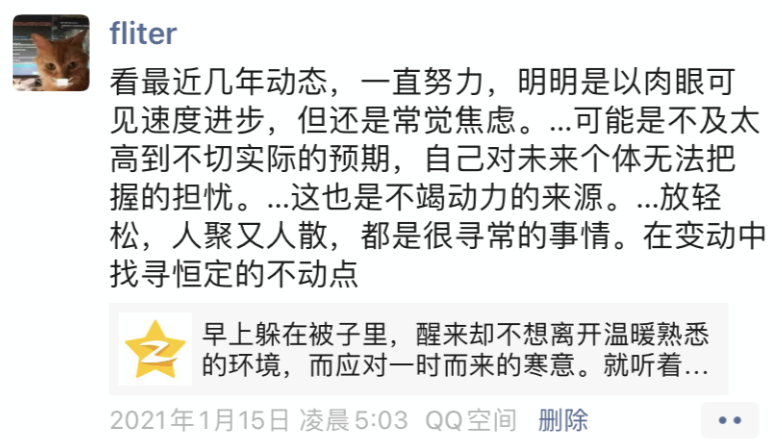 fliter
看最近几年动态，一直努力，明明是以肉眼可
见速度进步，但还是常觉焦虑。...可能是不及太
高到不切实际的预期，自己对未来个体无法把
握的担忧。...这也是不竭动力的来源。...放轻
松，人聚又人散，都是很寻常的事情。在变动中
找寻恒定的不动点
早上躲在被子里，醒来却不想离开温暖熟悉
的环境，而应对一时而来的寒意。就听着...
2021年1月15日 凌晨5:03 QQ空间 删除